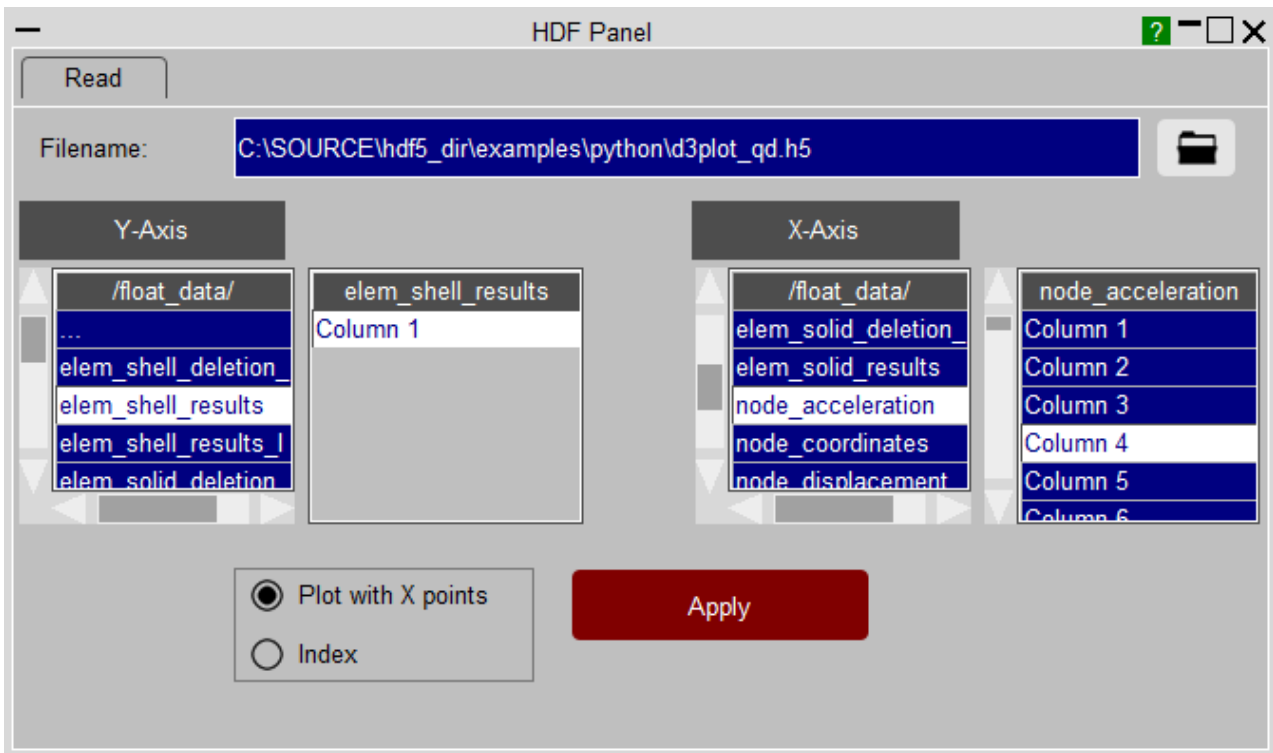 HDF Panel
?
Read
Filename: C:\SOURCE\hdf5_dir\examples\python\d3plot_qd.h5
Y-Axis
X-Axis
/float_data/
...
elem_shell_deletion_
elem_shell_results
elem_shell_results_l
elem_solid_deletion
elem_shell_results
Column 1
/float_data/
elem_solid_deletion_
elem_solid_results
node_acceleration
node_coordinates
node_displacement
node_acceleration
Column 1
Column 2
Column 3
Column 4
Column 5
Column 6
Plot with X points
Index
Apply